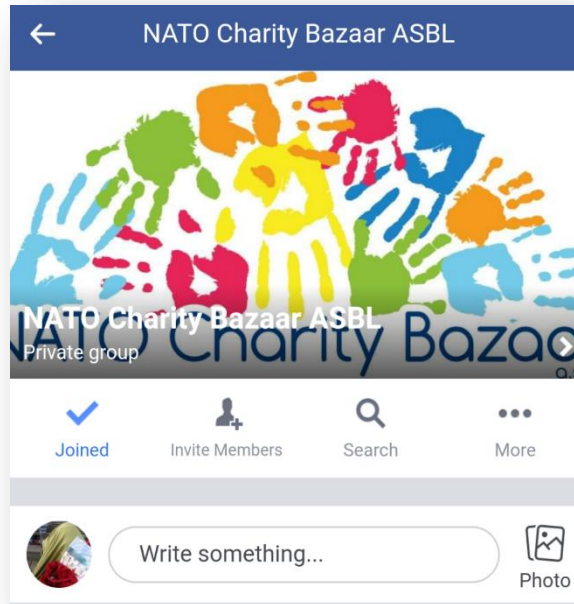 NATO Charity Bazaar ASBL
NATO Charity Bazaar ASBL
NATO Charity Bazaa
Private group
Joined
Invite Members
Search
More
Write something...
Photo